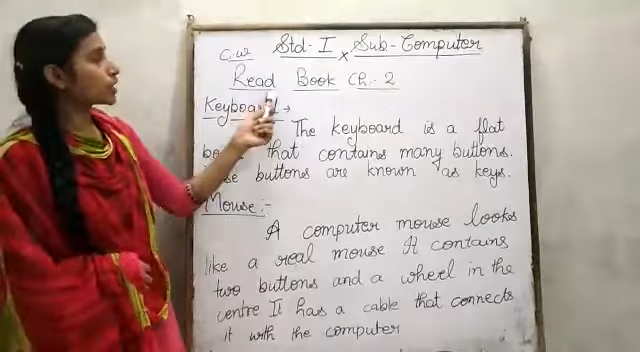 C.W Std-I x Sub-Computer
Read Book Ch:- 2
Keyboard →
The keyboard is a flat
that contains many buttons.
buttons are known as keys.
Mouse :-
A computer mouse looks
like a real mouse It contains
two buttons and a wheel in the
centre It has a cable that connects
it with the computer